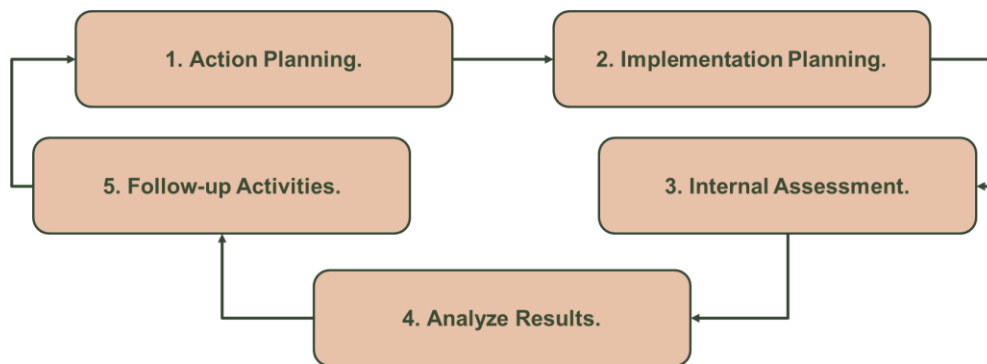 1. Action Planning.
2. Implementation Planning.
3. Internal Assessment.
4. Analyze Results.
5. Follow-up Activities.